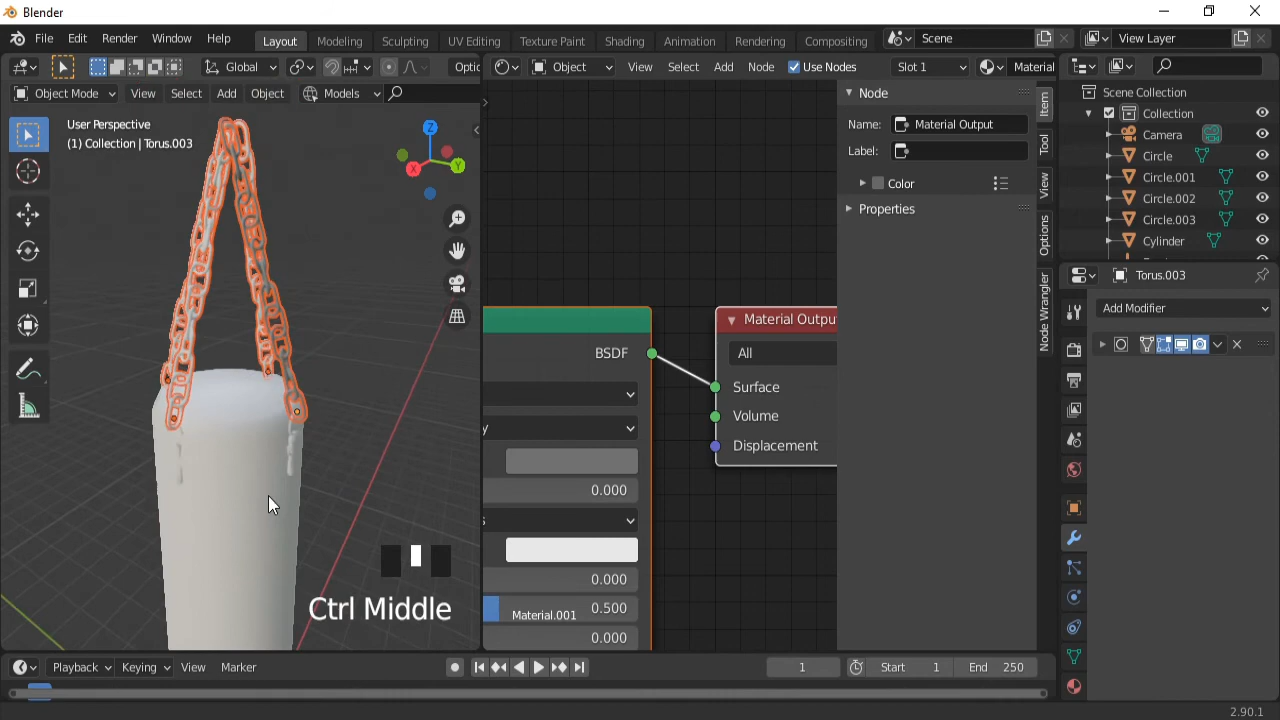 Blender
File Edit Render Window Help Layout Modeling Sculpting UV Editing Texture Paint Shading Animation Rendering Compositing Scene View Layer
Global Object View Select Add Node Use Nodes Slot 1 Material
Object Mode View Select Add Object Models
User Perspective
(1) Collection | Torus.003
Z
Y
X
Ctrl Middle
BSDF
0.000
0.000
0.500
0.000
Material.001
Material Outpu
All
Surface
Volume
Displacement
Node
Name: Material Output
Label:
Color
Properties
Item
Tool
View
Options
Node Wrangler
Scene Collection
Collection
Camera
Circle
Circle.001
Circle.002
Circle.003
Cylinder
Torus.003
Add Modifier
Playback Keying View Marker 1 Start 1 End 250
2.90.1